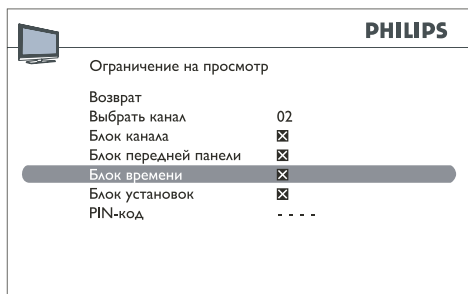 PHILIPS
Ограничение на просмотр
Возврат
Выбрать канал 02
Блок канала ☒
Блок передней панели ☒
Блок времени ☒
Блок установок ☒
PIN-код - - - -